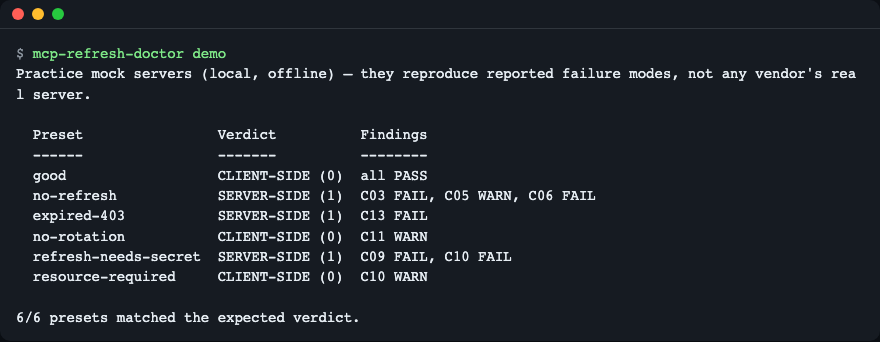 $ mcp-refresh-doctor demo
Practice mock servers (local, offline) — they reproduce reported failure modes, not any vendor's rea
l server.
Preset Verdict Findings
------ ------- --------
good CLIENT-SIDE (0) all PASS
no-refresh SERVER-SIDE (1) C03 FAIL, C05 WARN, C06 FAIL
expired-403 SERVER-SIDE (1) C13 FAIL
no-rotation CLIENT-SIDE (0) C11 WARN
refresh-needs-secret SERVER-SIDE (1) C09 FAIL, C10 FAIL
resource-required CLIENT-SIDE (0) C10 WARN
6/6 presets matched the expected verdict.